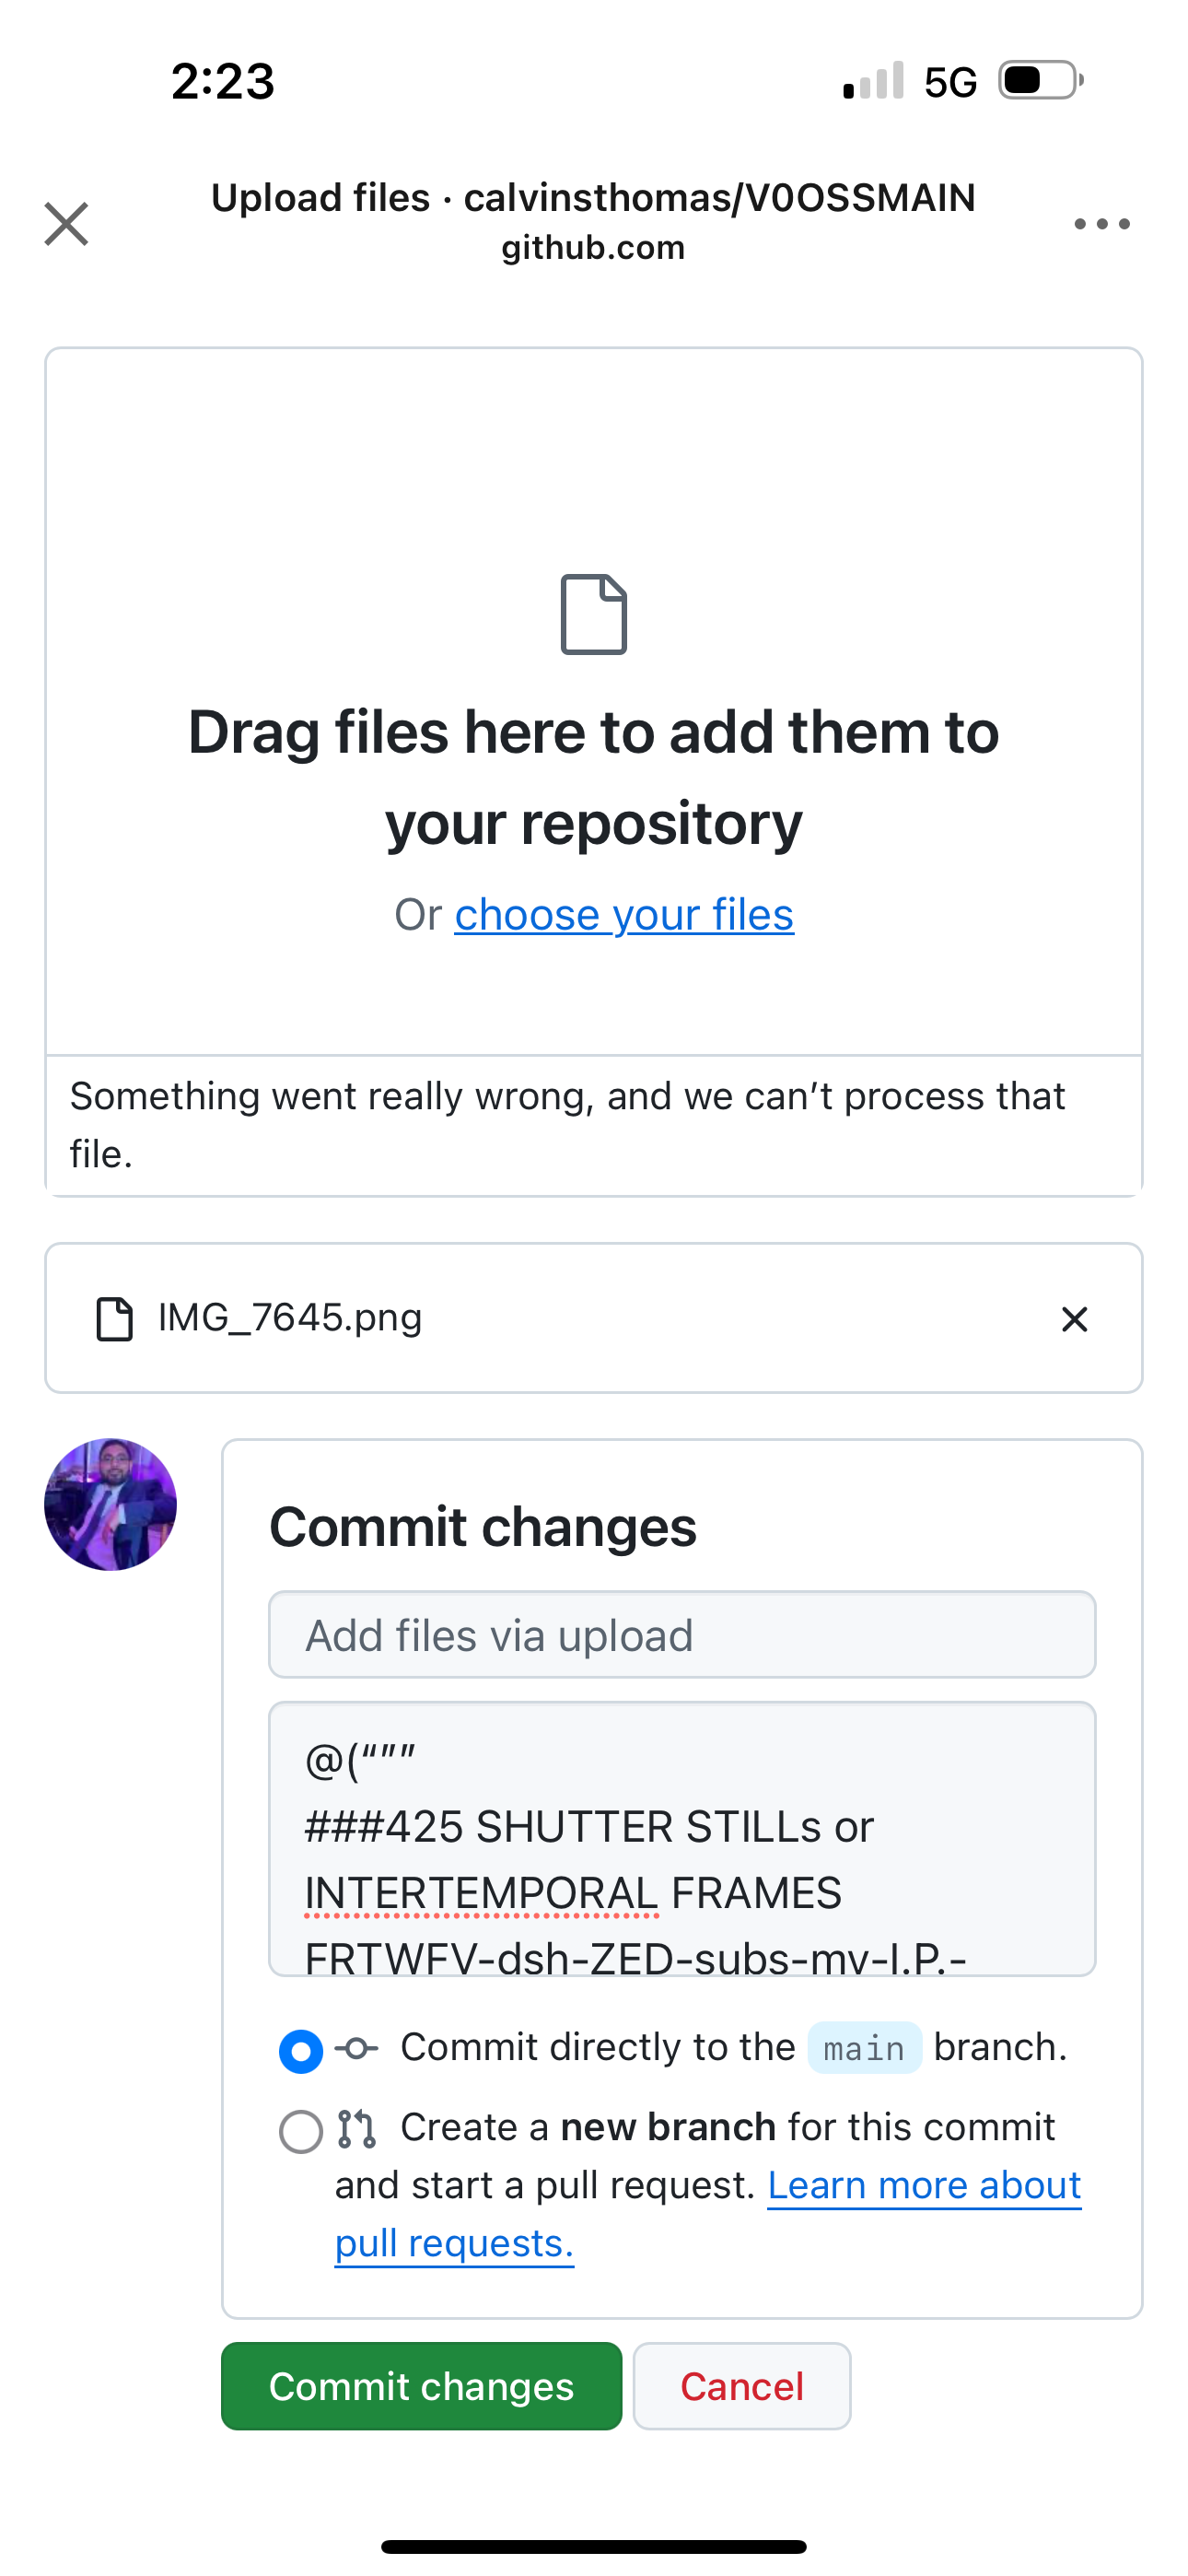 2:23
5G
Upload files · calvinsthomas/V0OSSMAIN
github.com
Drag files here to add them to
your repository
Or choose your files
Something went really wrong, and we can’t process that
file.
IMG_7645.png
Commit changes
Add files via upload
@(“””
###425 SHUTTER STILLs or
INTERTEMPORAL FRAMES
FRTWFV-dsh-ZED-subs-mv-I.P.-
Commit directly to the main branch.
Create a new branch for this commit
and start a pull request. Learn more about
pull requests.
Commit changes
Cancel